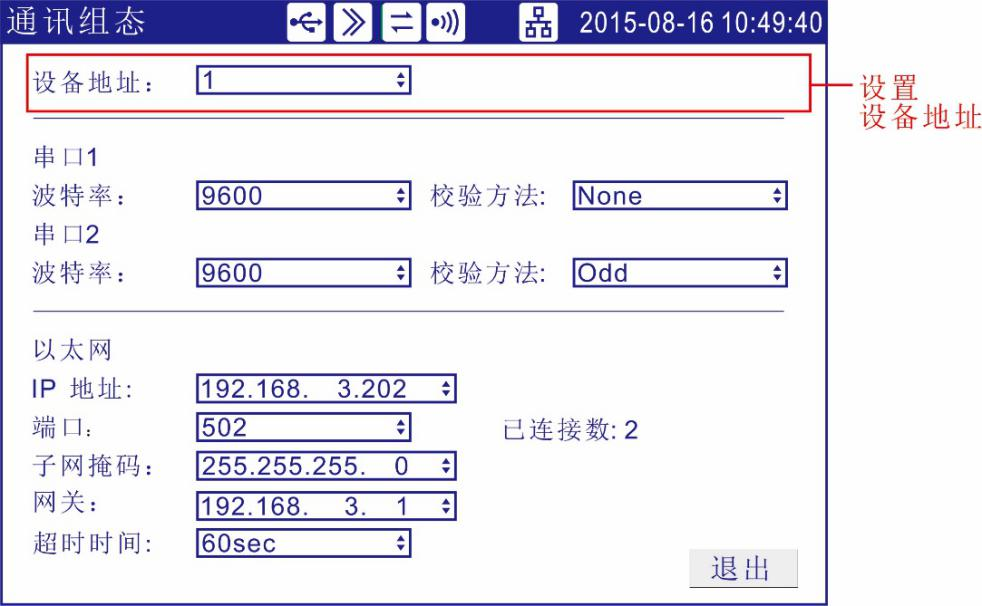 通讯组态 2015-08-16 10:49:40
设备地址： 1
设置
设备地址
串口1
波特率： 9600 校验方法: None
串口2
波特率： 9600 校验方法: Odd
以太网
IP 地址: 192.168. 3.202
端口: 502 已连接数: 2
子网掩码： 255.255.255. 0
网关： 192.168. 3. 1
超时时间: 60sec
退出